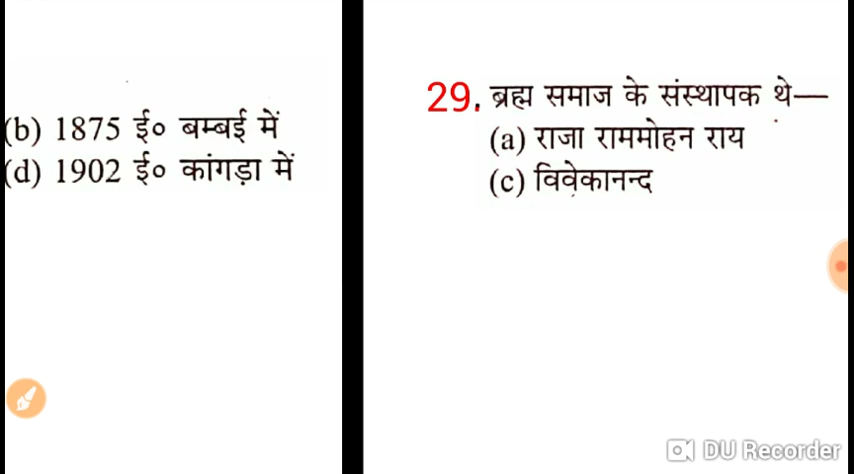 (b) 1875 ई० बम्बई में
(d) 1902 ई० कांगड़ा में
29. ब्रह्म समाज के संस्थापक थे—
(a) राजा राममोहन राय
(c) विवेकानन्द
DU Recorder